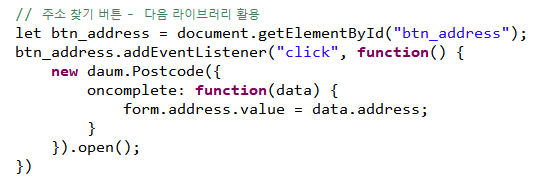 // 주소 찾기 버튼 - 다음 라이브러리 활용
let btn_address = document.getElementById("btn_address");
btn_address.addEventListener("click", function() {
    new daum.Postcode({
        oncomplete: function(data) {
            form.address.value = data.address;
        }
    }).open();
})